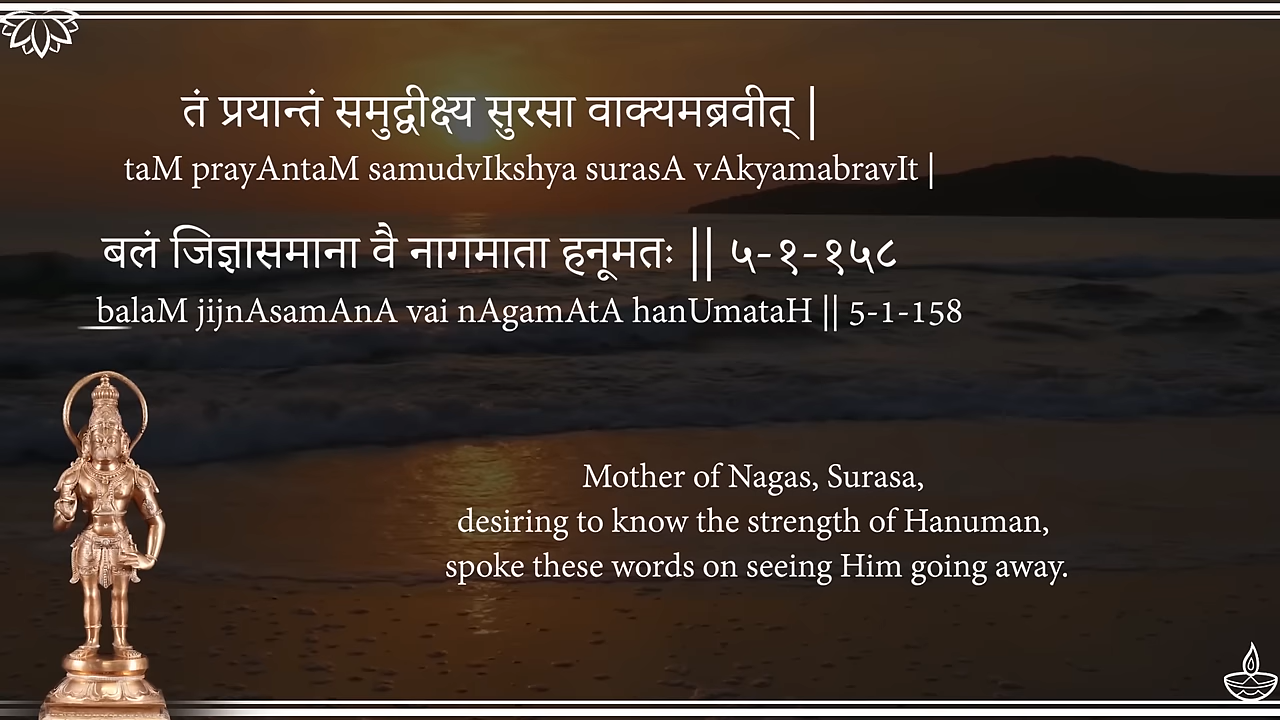 तं प्रयान्तं समुद्वीक्ष्य सुरसा वाक्यमब्रवीत् |
taM prayAntaM samudvIkshya surasA vAkyamabravIt |
बलं जिज्ञासमाना वै नागमाता हनूमतः || ५-१-१५८
balaM jijnAsamAnA vai nAgamAtA hanUmataH || 5-1-158
Mother of Nagas, Surasa,
desiring to know the strength of Hanuman,
spoke these words on seeing Him going away.